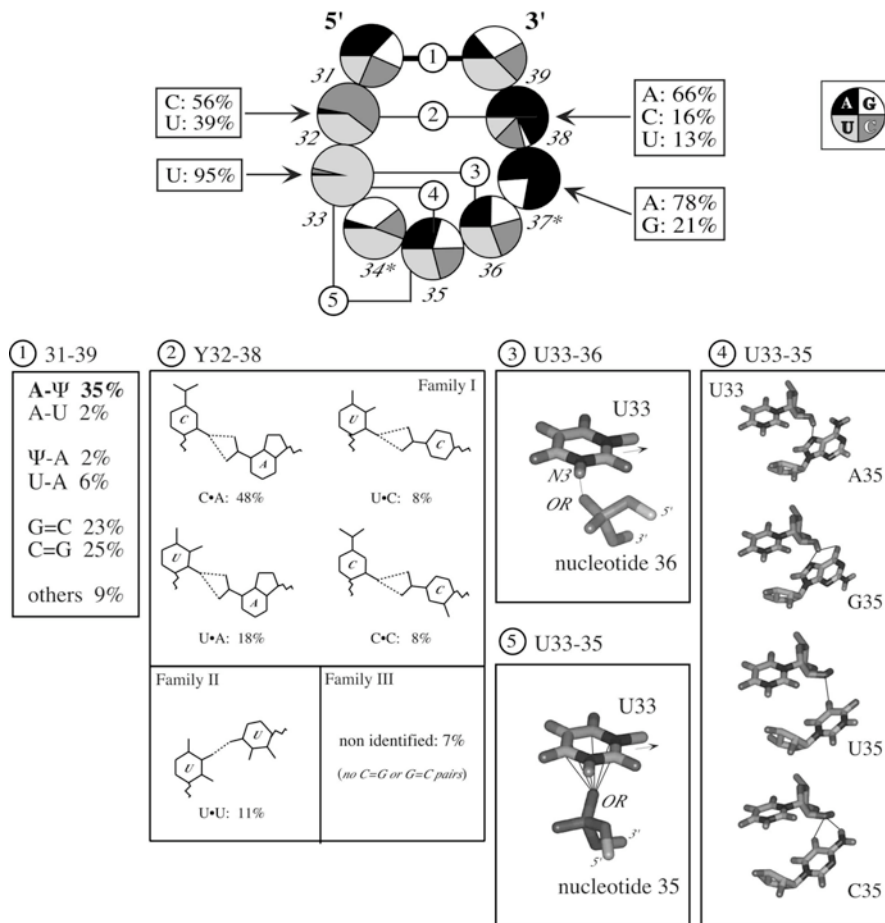 5'
3'
1
31
39
C: 56%
U: 39%
32
2
38
A: 66%
C: 16%
U: 13%
A G
U C
U: 95%
33
3
4
37*
A: 78%
G: 21%
34*
35
36
5
1 31-39
A-Ψ 35%
A-U 2%
Ψ-A 2%
U-A 6%
G=C 23%
C=G 25%
others 9%
2 Y32-38
Family I
C
A
C•A: 48%
U
C
U•C: 8%
U
A
U•A: 18%
C
C
C•C: 8%
Family II
U
U
U•U: 11%
Family III
non identified: 7%
(no C=G or G=C pairs)
3 U33-36
U33
N3
OR
5'
3'
nucleotide 36
5 U33-35
U33
OR
3'
5'
nucleotide 35
4 U33-35
U33
A35
G35
U35
C35